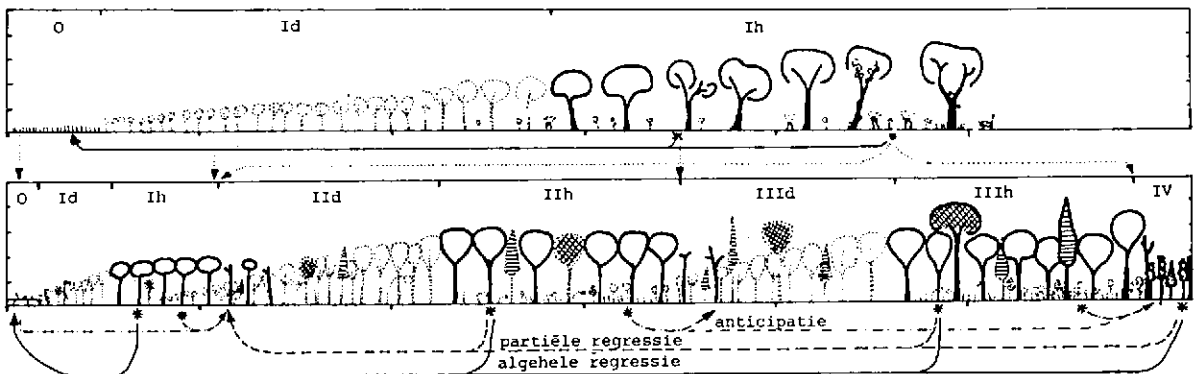 O Id Ih
O Id Ih IId IIh IIId IIIh IV
anticipatie
partiële regressie
algehele regressie